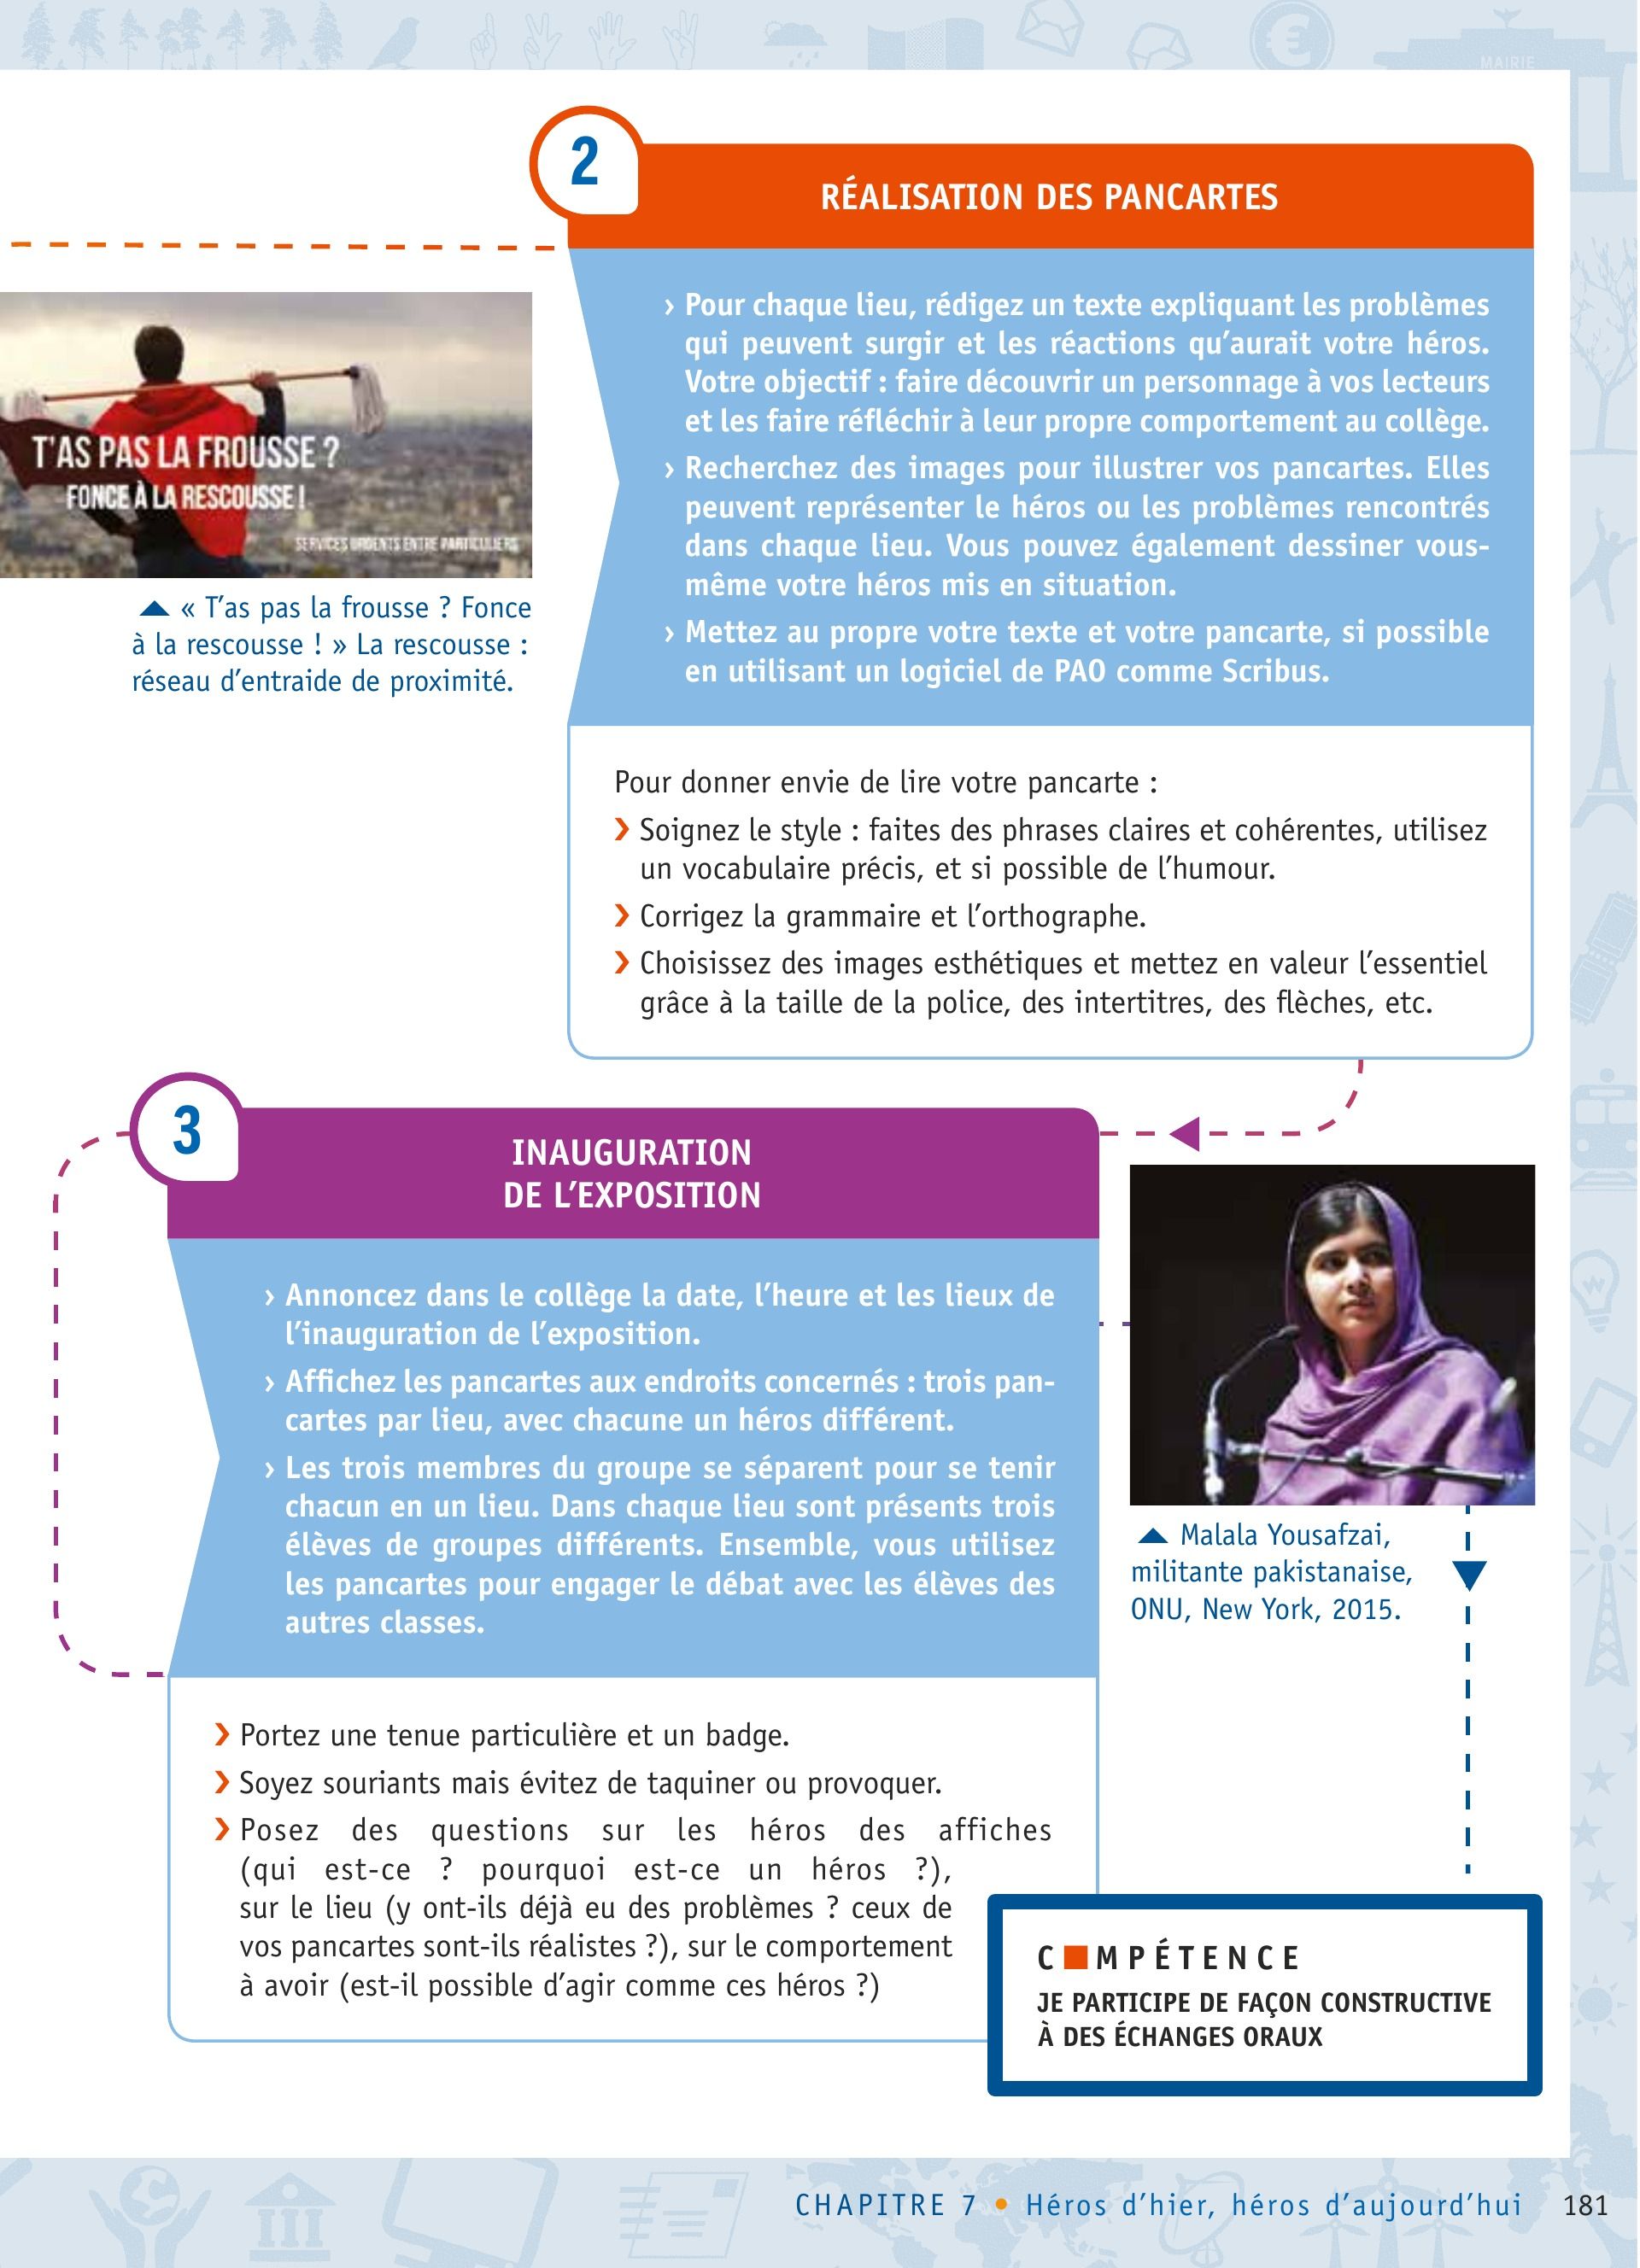 MAIRIE
2
RÉALISATION DES PANCARTES
› Pour chaque lieu, rédigez un texte expliquant les problèmes
qui peuvent surgir et les réactions qu’aurait votre héros.
Votre objectif : faire découvrir un personnage à vos lecteurs
et les faire réfléchir à leur propre comportement au collège.
› Recherchez des images pour illustrer vos pancartes. Elles
peuvent représenter le héros ou les problèmes rencontrés
dans chaque lieu. Vous pouvez également dessiner vous-
même votre héros mis en situation.
› Mettez au propre votre texte et votre pancarte, si possible
en utilisant un logiciel de PAO comme Scribus.
T'AS PAS LA FROUSSE ?
FONCE À LA RESCOUSSE !
SERVICES URGENTS ENTRE PARTICULIERS
« T’as pas la frousse ? Fonce
à la rescousse ! » La rescousse :
réseau d’entraide de proximité.
Pour donner envie de lire votre pancarte :
› Soignez le style : faites des phrases claires et cohérentes, utilisez
un vocabulaire précis, et si possible de l’humour.
› Corrigez la grammaire et l’orthographe.
› Choisissez des images esthétiques et mettez en valeur l’essentiel
grâce à la taille de la police, des intertitres, des flèches, etc.
3
INAUGURATION
DE L’EXPOSITION
› Annoncez dans le collège la date, l’heure et les lieux de
l’inauguration de l’exposition.
› Affichez les pancartes aux endroits concernés : trois pan-
cartes par lieu, avec chacune un héros différent.
› Les trois membres du groupe se séparent pour se tenir
chacun en un lieu. Dans chaque lieu sont présents trois
élèves de groupes différents. Ensemble, vous utilisez
les pancartes pour engager le débat avec les élèves des
autres classes.
Malala Yousafzai,
militante pakistanaise,
ONU, New York, 2015.
› Portez une tenue particulière et un badge.
› Soyez souriants mais évitez de taquiner ou provoquer.
› Posez des questions sur les héros des affiches
(qui est-ce ? pourquoi est-ce un héros ?),
sur le lieu (y ont-ils déjà eu des problèmes ? ceux de
vos pancartes sont-ils réalistes ?), sur le comportement
à avoir (est-il possible d’agir comme ces héros ?)
C■MPÉTENCE
JE PARTICIPE DE FAÇON CONSTRUCTIVE
À DES ÉCHANGES ORAUX
CHAPITRE 7 • Héros d’hier, héros d’aujourd’hui 181